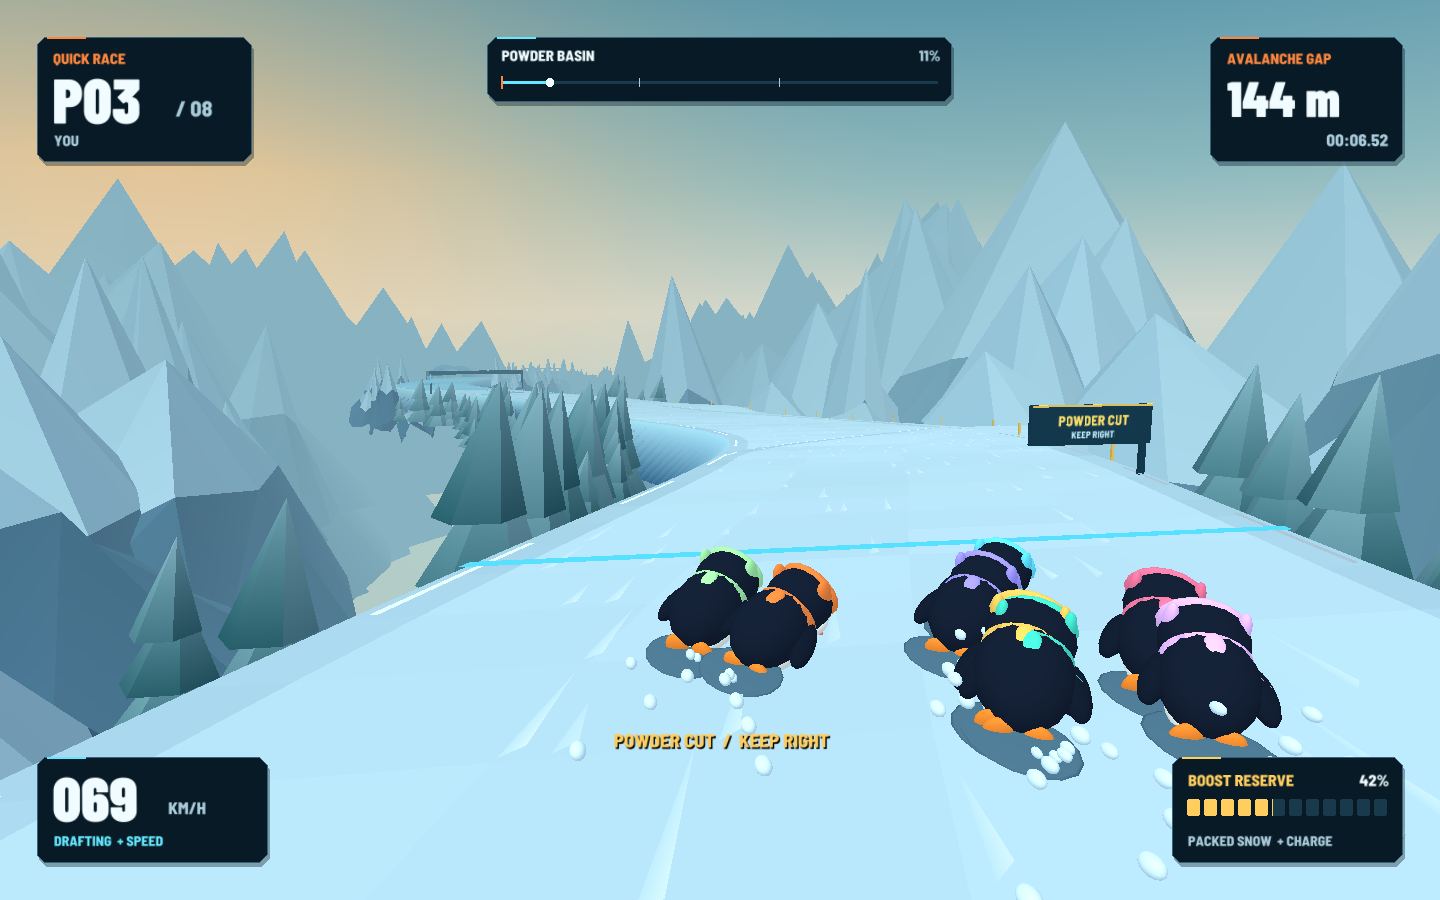 QUICK RACE
P03 / 08
YOU
POWDER BASIN 11%
AVALANCHE GAP
144 m
00:06.52
POWDER CUT
KEEP RIGHT
POWDER CUT / KEEP RIGHT
069 KM/H
DRAFTING + SPEED
BOOST RESERVE 42%
PACKED SNOW + CHARGE